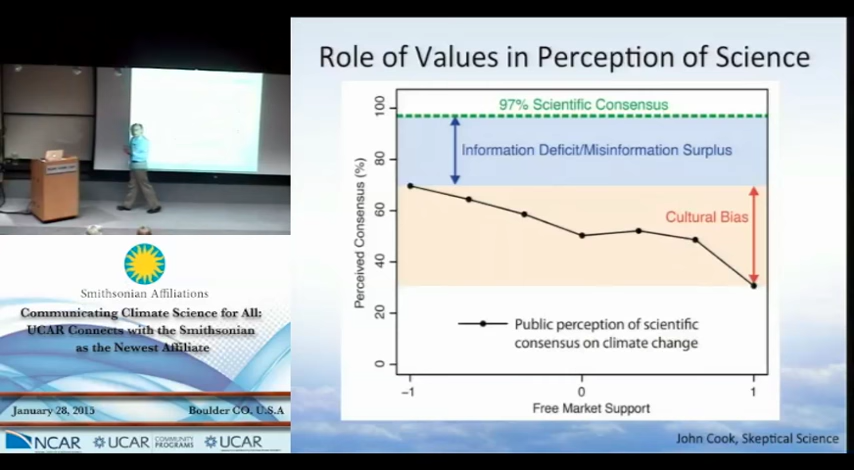 Role of Values in Perception of Science
100
80
60
40
20
0
Perceived Consensus (%)
97% Scientific Consensus
Information Deficit/Misinformation Surplus
Cultural Bias
Public perception of scientific
consensus on climate change
-1
0
1
Free Market Support
John Cook, Skeptical Science
Smithsonian Affiliations
Communicating Climate Science for All:
UCAR Connects with the Smithsonian
as the Newest Affiliate
January 28, 2015
Boulder CO. U.S.A
NCAR
UCAR
COMMUNITY
PROGRAMS
UCAR